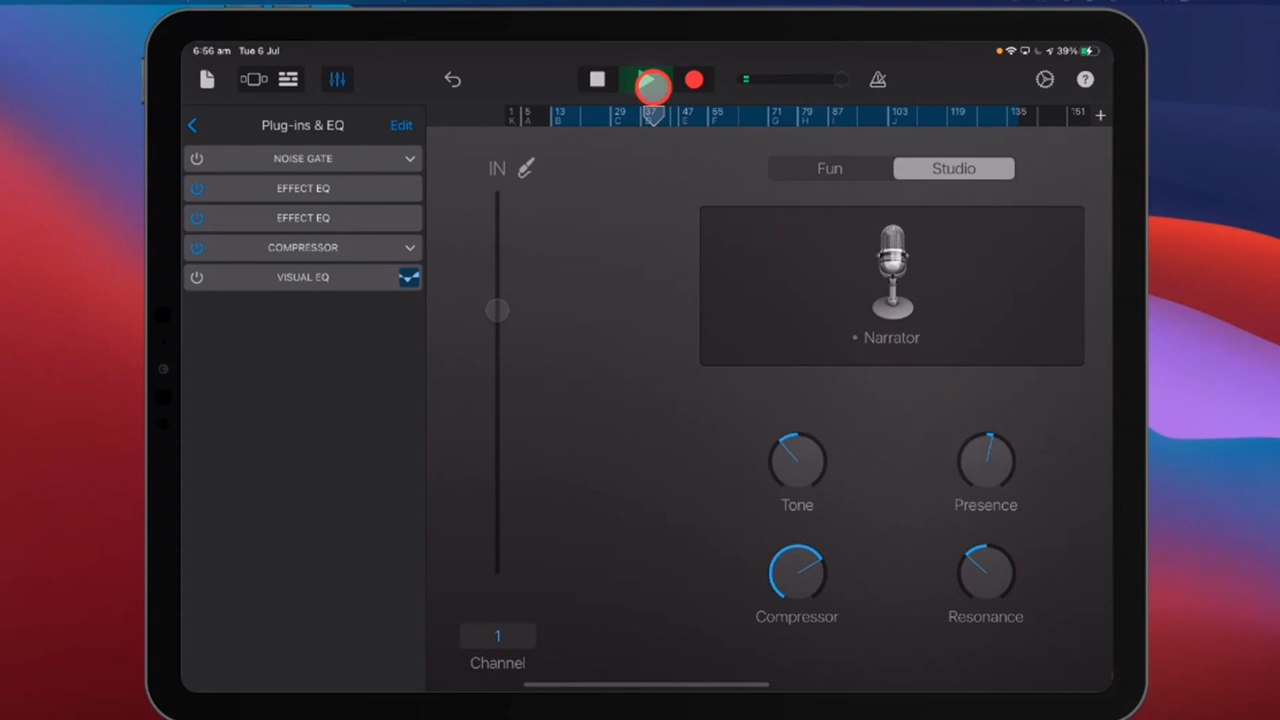 6:56 am Tue 6 Jul
39%
Plug-ins & EQ
Edit
NOISE GATE
EFFECT EQ
EFFECT EQ
COMPRESSOR
VISUAL EQ
1 5 13 29 37 47 55 71 79 87 103 119 135 151
K A B C E G H I J
IN
Fun
Studio
• Narrator
Tone
Presence
Compressor
Resonance
1
Channel